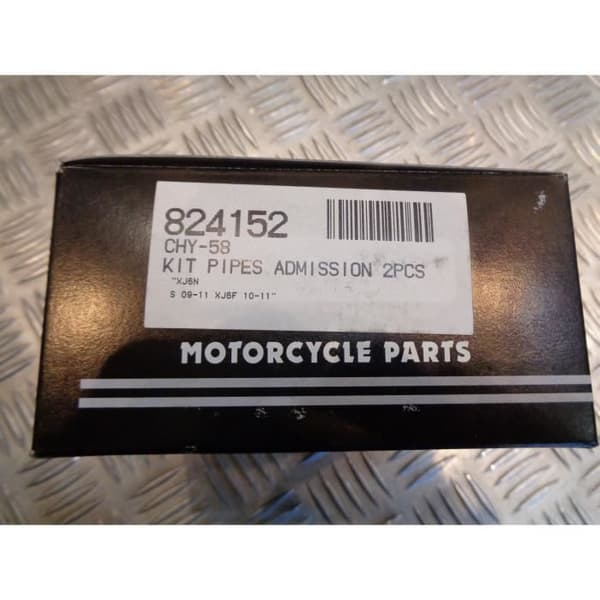 824152
CHY-58
KIT PIPES ADMISSION 2PCS
"XJ6N
S 09-11 XJ6F 10-11"
MOTORCYCLE PARTS